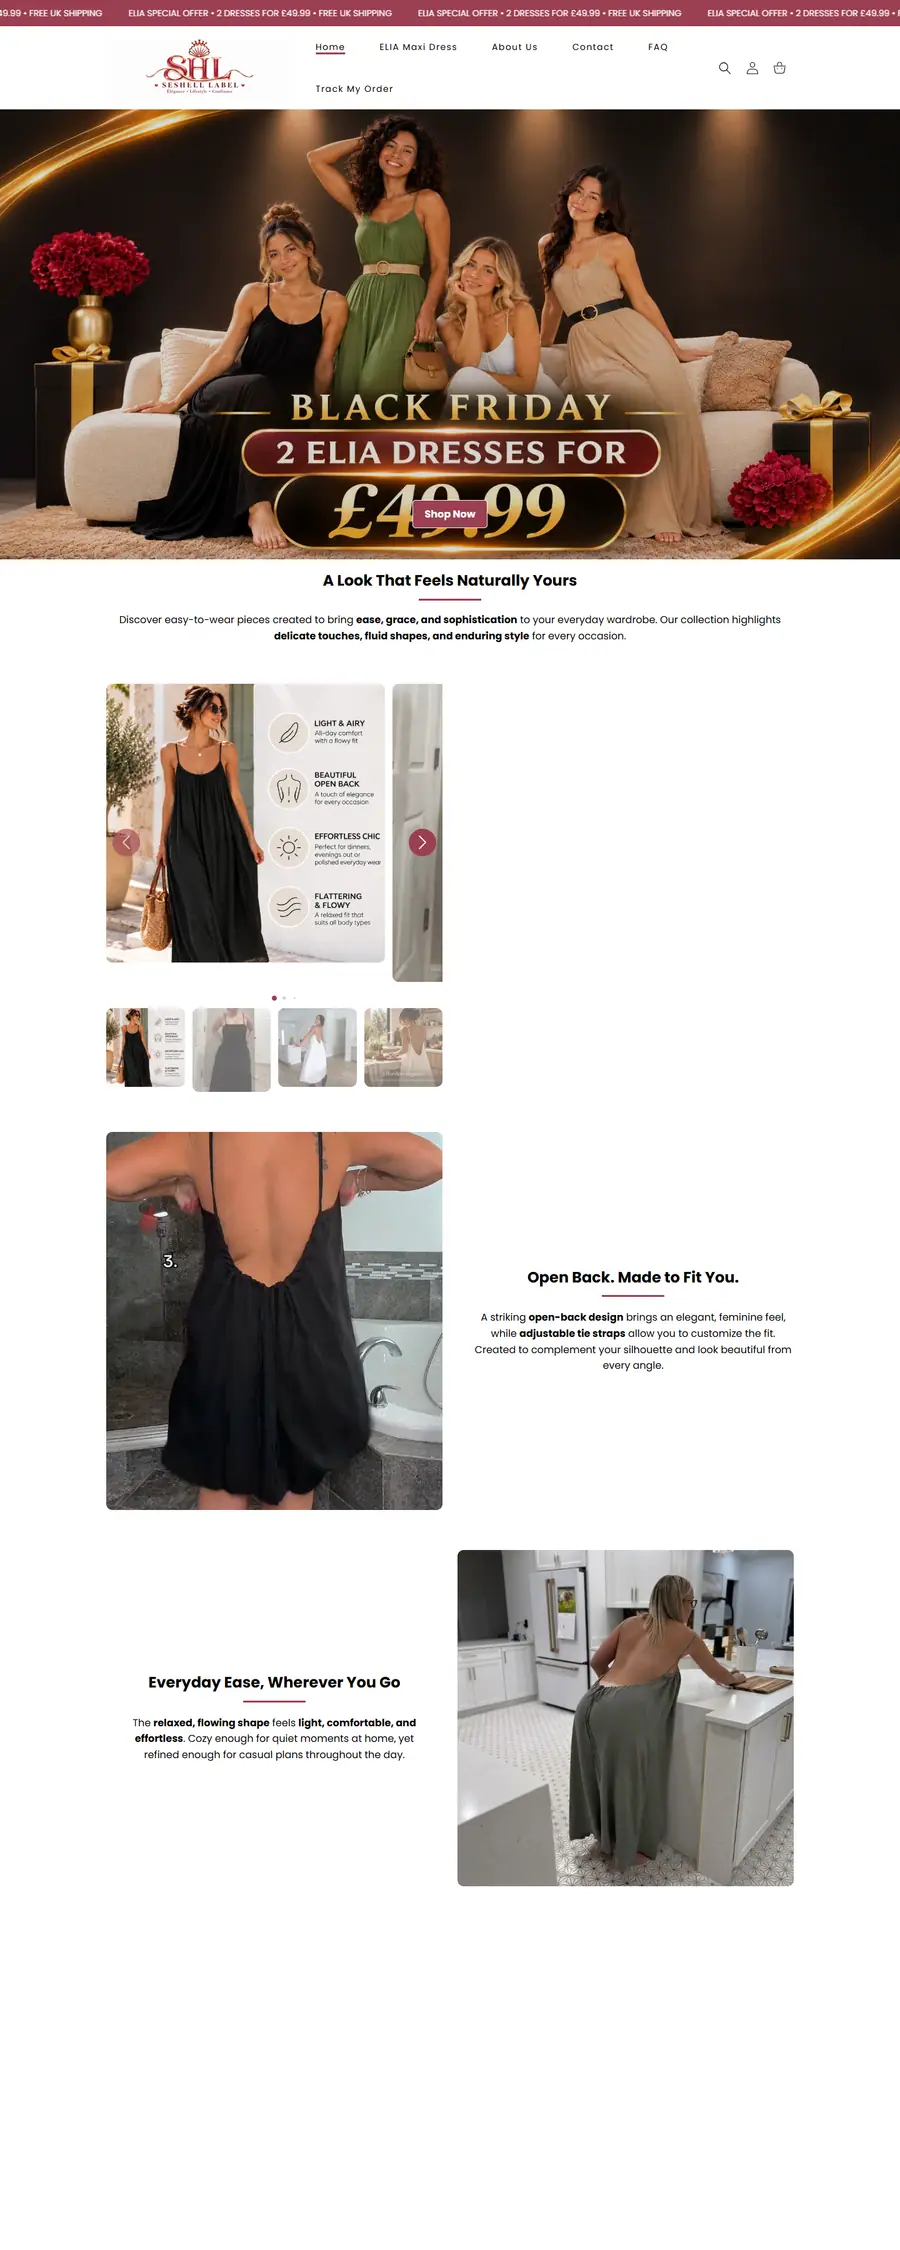 49.99 • FREE UK SHIPPING ELIA SPECIAL OFFER • 2 DRESSES FOR £49.99 • FREE UK SHIPPING ELIA SPECIAL OFFER • 2 DRESSES FOR £49.99 • FREE UK SHIPPING ELIA SPECIAL OFFER • 2 DRESSES FOR £49.99 •
SHL
SESHELL LABEL
Elegance • Lifestyle • Confiance
Home ELIA Maxi Dress About Us Contact FAQ
Track My Order
BLACK FRIDAY
2 ELIA DRESSES FOR
£49.99
Shop Now
A Look That Feels Naturally Yours
Discover easy-to-wear pieces created to bring ease, grace, and sophistication to your everyday wardrobe. Our collection highlights
delicate touches, fluid shapes, and enduring style for every occasion.
LIGHT & AIRY
All-day comfort
with a flowy fit
BEAUTIFUL
OPEN BACK
A touch of elegance
for every occasion
EFFORTLESS CHIC
Perfect for dinners,
evenings out or
polished everyday wear
FLATTERING
& FLOWY
A relaxed fit that
suits all body types
3.
Open Back. Made to Fit You.
A striking open-back design brings an elegant, feminine feel,
while adjustable tie straps allow you to customize the fit.
Created to complement your silhouette and look beautiful from
every angle.
Everyday Ease, Wherever You Go
The relaxed, flowing shape feels light, comfortable, and
effortless. Cozy enough for quiet moments at home, yet
refined enough for casual plans throughout the day.